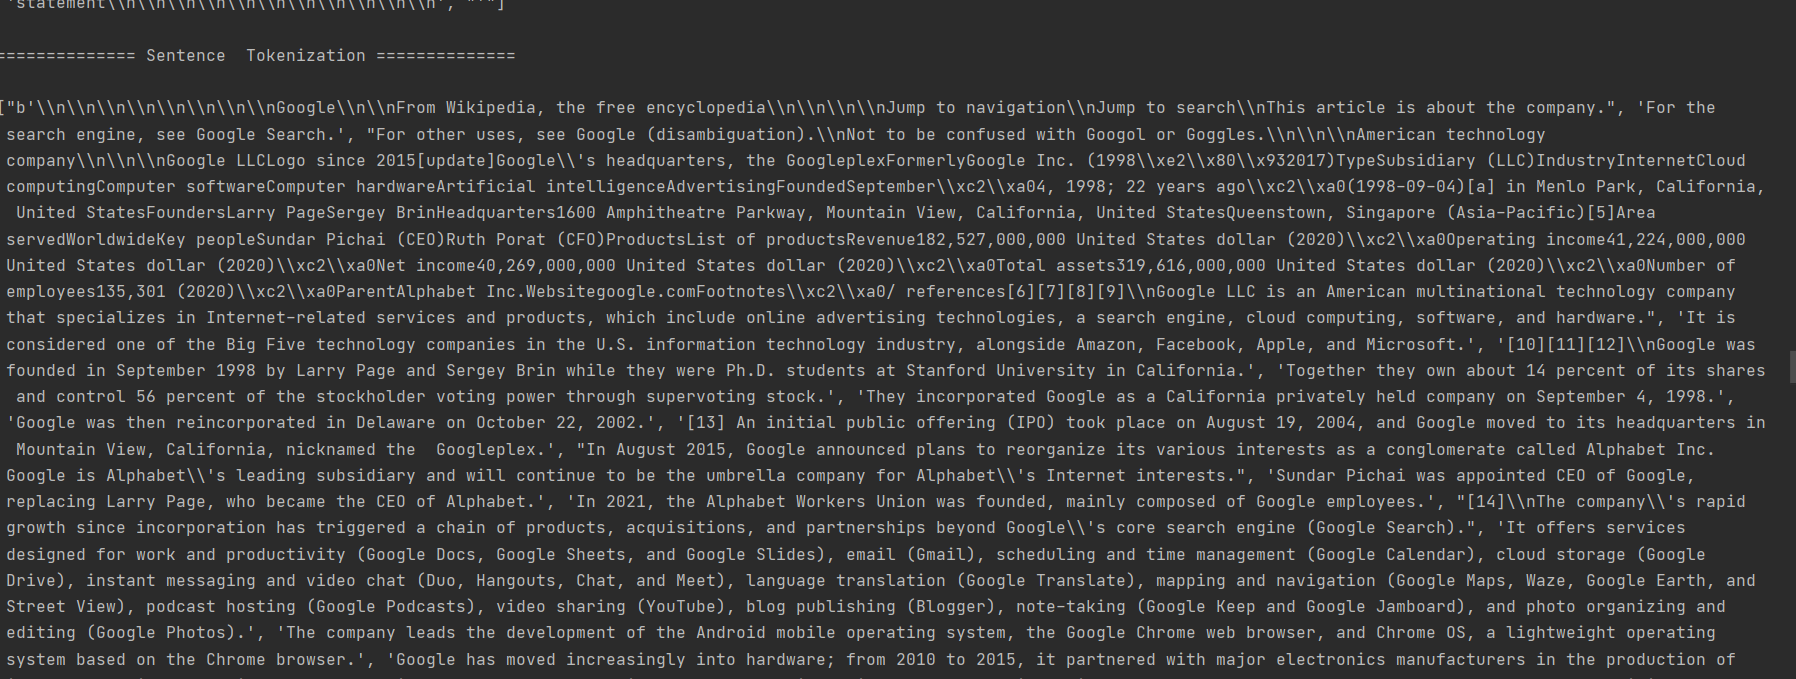 'statement\\n\\n\\n\\n\\n\\n\\n\\n\\n\\n\\n\\n', "'"]
============== Sentence  Tokenization ==============
["b'\\n\\n\\n\\n\\n\\n\\n\\n\\nGoogle\\n\\nFrom Wikipedia, the free encyclopedia\\n\\n\\n\\nJump to navigation\\nJump to search\\nThis article is about the company.", 'For the
search engine, see Google Search.', "For other uses, see Google (disambiguation).\\nNot to be confused with Googol or Goggles.\\n\\n\\nAmerican technology
company\\n\\n\\nGoogle LLCLogo since 2015[update]Google\\'s headquarters, the GoogleplexFormerlyGoogle Inc. (1998\\xe2\\x80\\x932017)TypeSubsidiary (LLC)IndustryInternetCloud
computingComputer softwareComputer hardwareArtificial intelligenceAdvertisingFoundedSeptember\\xc2\\xa04, 1998; 22 years ago\\xc2\\xa0(1998-09-04)[a] in Menlo Park, California,
United StatesFoundersLarry PageSergey BrinHeadquarters1600 Amphitheatre Parkway, Mountain View, California, United StatesQueenstown, Singapore (Asia-Pacific)[5]Area
servedWorldwideKey peopleSundar Pichai (CEO)Ruth Porat (CFO)ProductsList of productsRevenue182,527,000,000 United States dollar (2020)\\xc2\\xa0Operating income41,224,000,000
United States dollar (2020)\\xc2\\xa0Net income40,269,000,000 United States dollar (2020)\\xc2\\xa0Total assets319,616,000,000 United States dollar (2020)\\xc2\\xa0Number of
employees135,301 (2020)\\xc2\\xa0ParentAlphabet Inc.Websitegoogle.comFootnotes\\xc2\\xa0/ references[6][7][8][9]\\nGoogle LLC is an American multinational technology company
that specializes in Internet-related services and products, which include online advertising technologies, a search engine, cloud computing, software, and hardware.", 'It is
considered one of the Big Five technology companies in the U.S. information technology industry, alongside Amazon, Facebook, Apple, and Microsoft.', '[10][11][12]\\nGoogle was
founded in September 1998 by Larry Page and Sergey Brin while they were Ph.D. students at Stanford University in California.', 'Together they own about 14 percent of its shares
and control 56 percent of the stockholder voting power through supervoting stock.', 'They incorporated Google as a California privately held company on September 4, 1998.',
'Google was then reincorporated in Delaware on October 22, 2002.', '[13] An initial public offering (IPO) took place on August 19, 2004, and Google moved to its headquarters in
Mountain View, California, nicknamed the  Googleplex.', "In August 2015, Google announced plans to reorganize its various interests as a conglomerate called Alphabet Inc.
Google is Alphabet\\'s leading subsidiary and will continue to be the umbrella company for Alphabet\\'s Internet interests.", 'Sundar Pichai was appointed CEO of Google,
replacing Larry Page, who became the CEO of Alphabet.', 'In 2021, the Alphabet Workers Union was founded, mainly composed of Google employees.', "[14]\\nThe company\\'s rapid
growth since incorporation has triggered a chain of products, acquisitions, and partnerships beyond Google\\'s core search engine (Google Search).", 'It offers services
designed for work and productivity (Google Docs, Google Sheets, and Google Slides), email (Gmail), scheduling and time management (Google Calendar), cloud storage (Google
Drive), instant messaging and video chat (Duo, Hangouts, Chat, and Meet), language translation (Google Translate), mapping and navigation (Google Maps, Waze, Google Earth, and
Street View), podcast hosting (Google Podcasts), video sharing (YouTube), blog publishing (Blogger), note-taking (Google Keep and Google Jamboard), and photo organizing and
editing (Google Photos).', 'The company leads the development of the Android mobile operating system, the Google Chrome web browser, and Chrome OS, a lightweight operating
system based on the Chrome browser.', 'Google has moved increasingly into hardware; from 2010 to 2015, it partnered with major electronics manufacturers in the production of